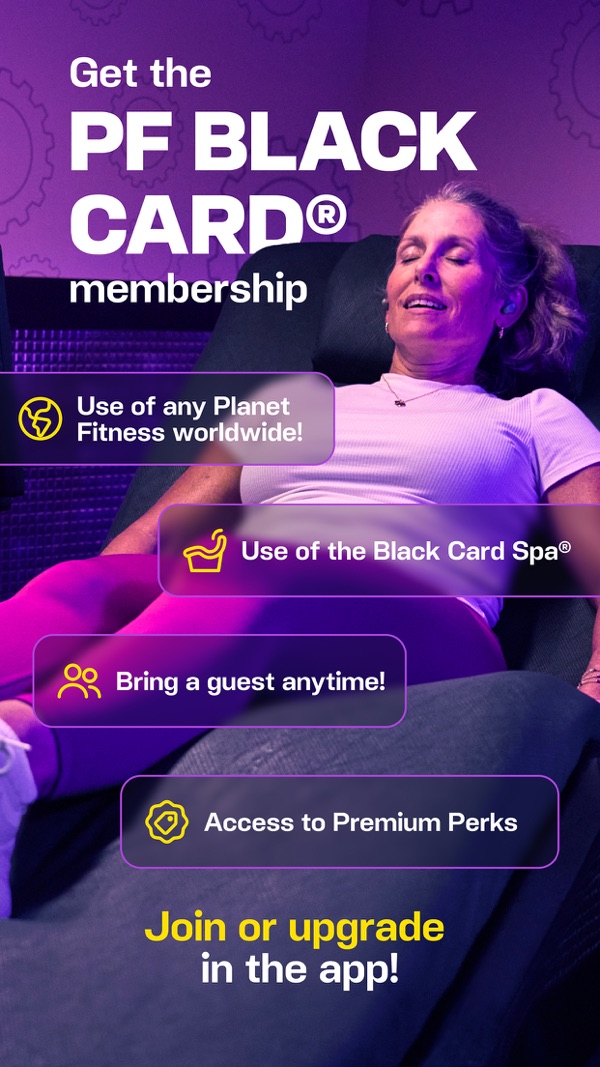 Get the
PF BLACK
CARD®
membership
Use of any Planet
Fitness worldwide!
Use of the Black Card Spa®
Bring a guest anytime!
Access to Premium Perks
Join or upgrade
in the app!